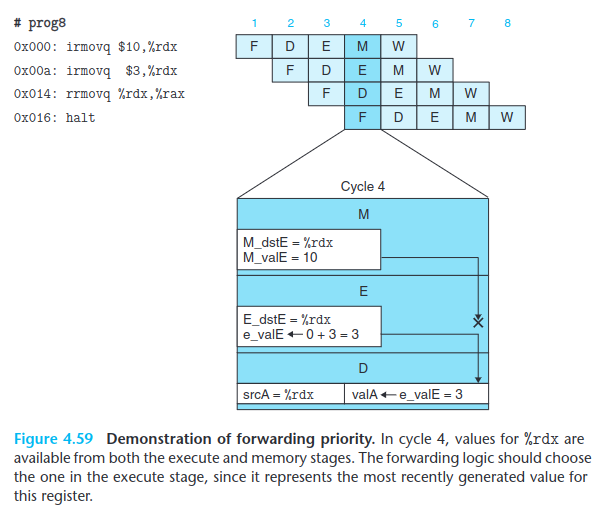 # prog8
1 2 3 4 5 6 7 8
0x000: irmovq $10,%rdx
F D E M W
0x00a: irmovq $3,%rdx
F D E M W
0x014: rrmovq %rdx,%rax
F D E M W
0x016: halt
F D E M W
Cycle 4
M
M_dstE = %rdx
M_valE = 10
E
E_dstE = %rdx
e_valE ← 0 + 3 = 3
D
srcA = %rdx
valA ← e_valE = 3
Figure 4.59 Demonstration of forwarding priority. In cycle 4, values for %rdx are
available from both the execute and memory stages. The forwarding logic should choose
the one in the execute stage, since it represents the most recently generated value for
this register.